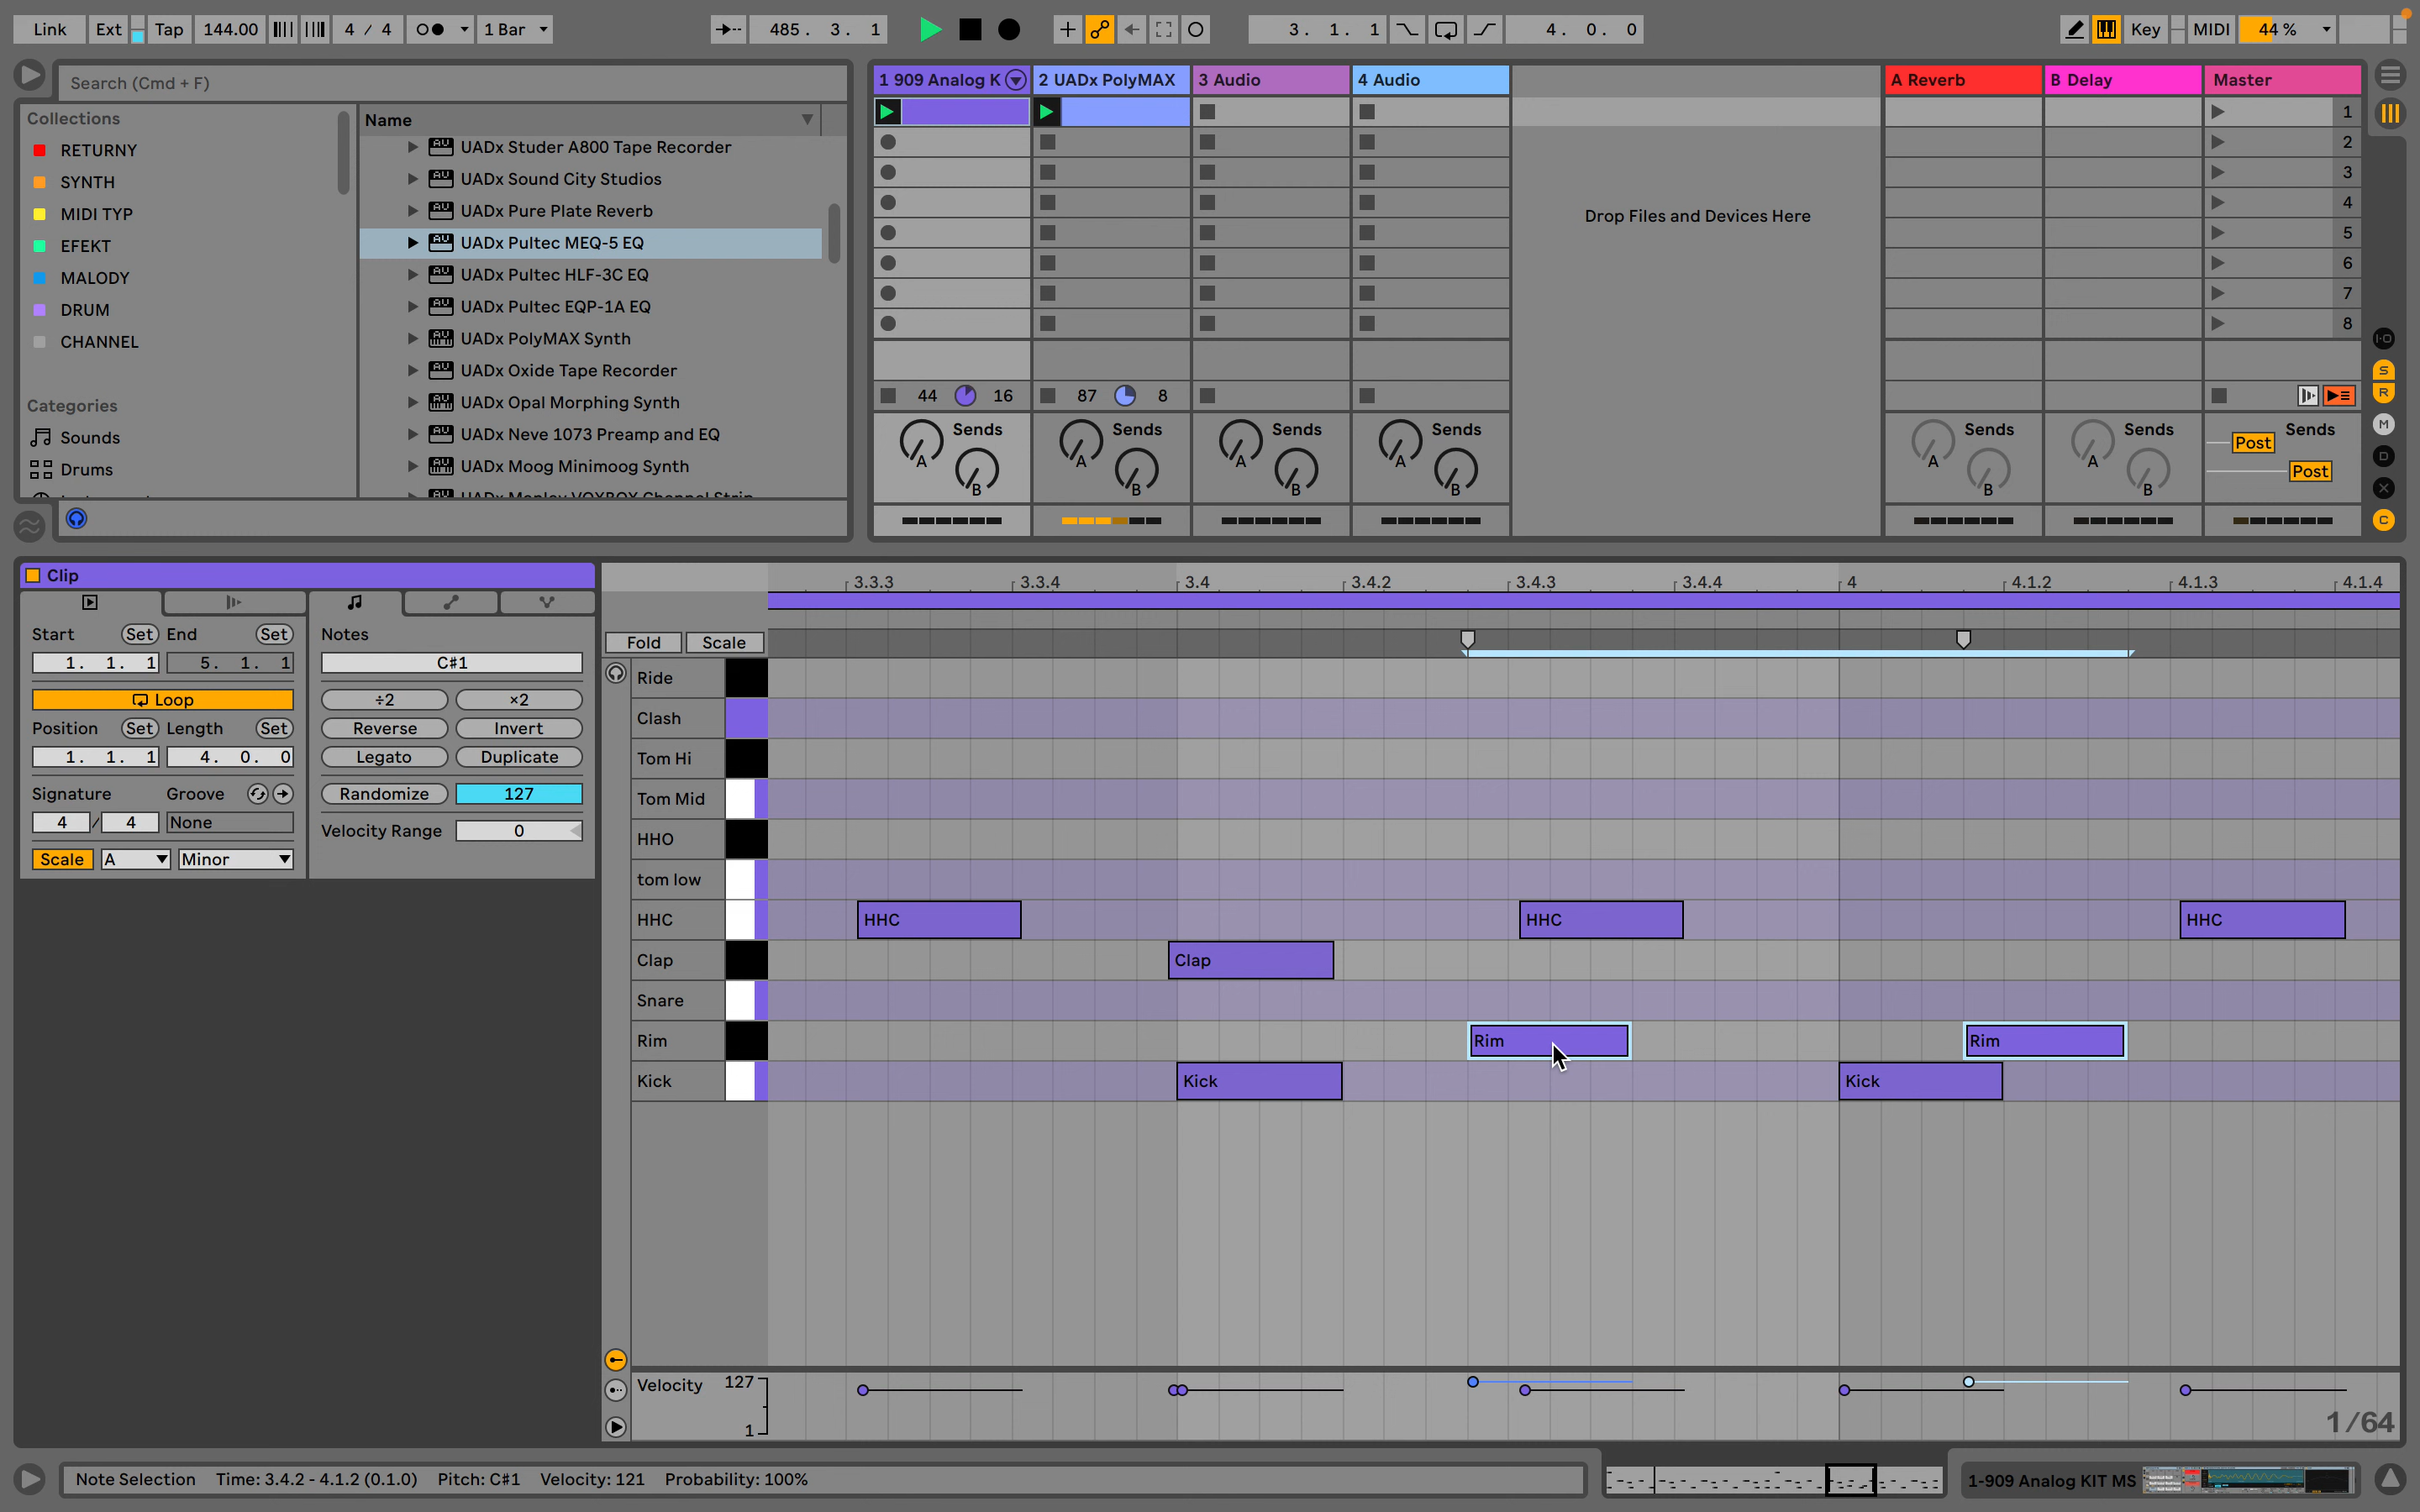 Link Ext Tap 144.00 4 / 4 1 Bar 485. 3. 1 3. 1. 1 4. 0. 0 Key MIDI 44 %
Search (Cmd + F)
Collections
RETURNY
SYNTH
MIDI TYP
EFEKT
MALODY
DRUM
CHANNEL
Categories
Sounds
Drums
Name
UADx Studer A800 Tape Recorder
UADx Sound City Studios
UADx Pure Plate Reverb
UADx Pultec MEQ-5 EQ
UADx Pultec HLF-3C EQ
UADx Pultec EQP-1A EQ
UADx PolyMAX Synth
UADx Oxide Tape Recorder
UADx Opal Morphing Synth
UADx Neve 1073 Preamp and EQ
UADx Moog Minimoog Synth
UADx Manley VOXBOX Channel Strip
1 909 Analog K 2 UADx PolyMAX 3 Audio 4 Audio A Reverb B Delay Master
1
2
3
4
5
6
7
8
Drop Files and Devices Here
44 16 87 8
Sends Sends Sends Sends Sends Sends Sends
A A A A A A Post
B B B B B B Post
I·O
S
R
M
D
X
C
Clip
Start Set End Set
1. 1. 1 5. 1. 1
Loop
Position Set Length Set
1. 1. 1 4. 0. 0
Signature Groove
4 / 4 None
Scale A Minor
Notes
C#1
÷2 ×2
Reverse Invert
Legato Duplicate
Randomize 127
Velocity Range 0
3.3.3 3.3.4 3.4 3.4.2 3.4.3 3.4.4 4 4.1.2 4.1.3 4.1.4
Fold Scale
Ride
Clash
Tom Hi
Tom Mid
HHO
tom low
HHC HHC HHC HHC
Clap Clap
Snare
Rim Rim Rim
Kick Kick Kick
Velocity 127
1
1/64
Note Selection Time: 3.4.2 - 4.1.2 (0.1.0) Pitch: C#1 Velocity: 121 Probability: 100%
1-909 Analog KIT MS